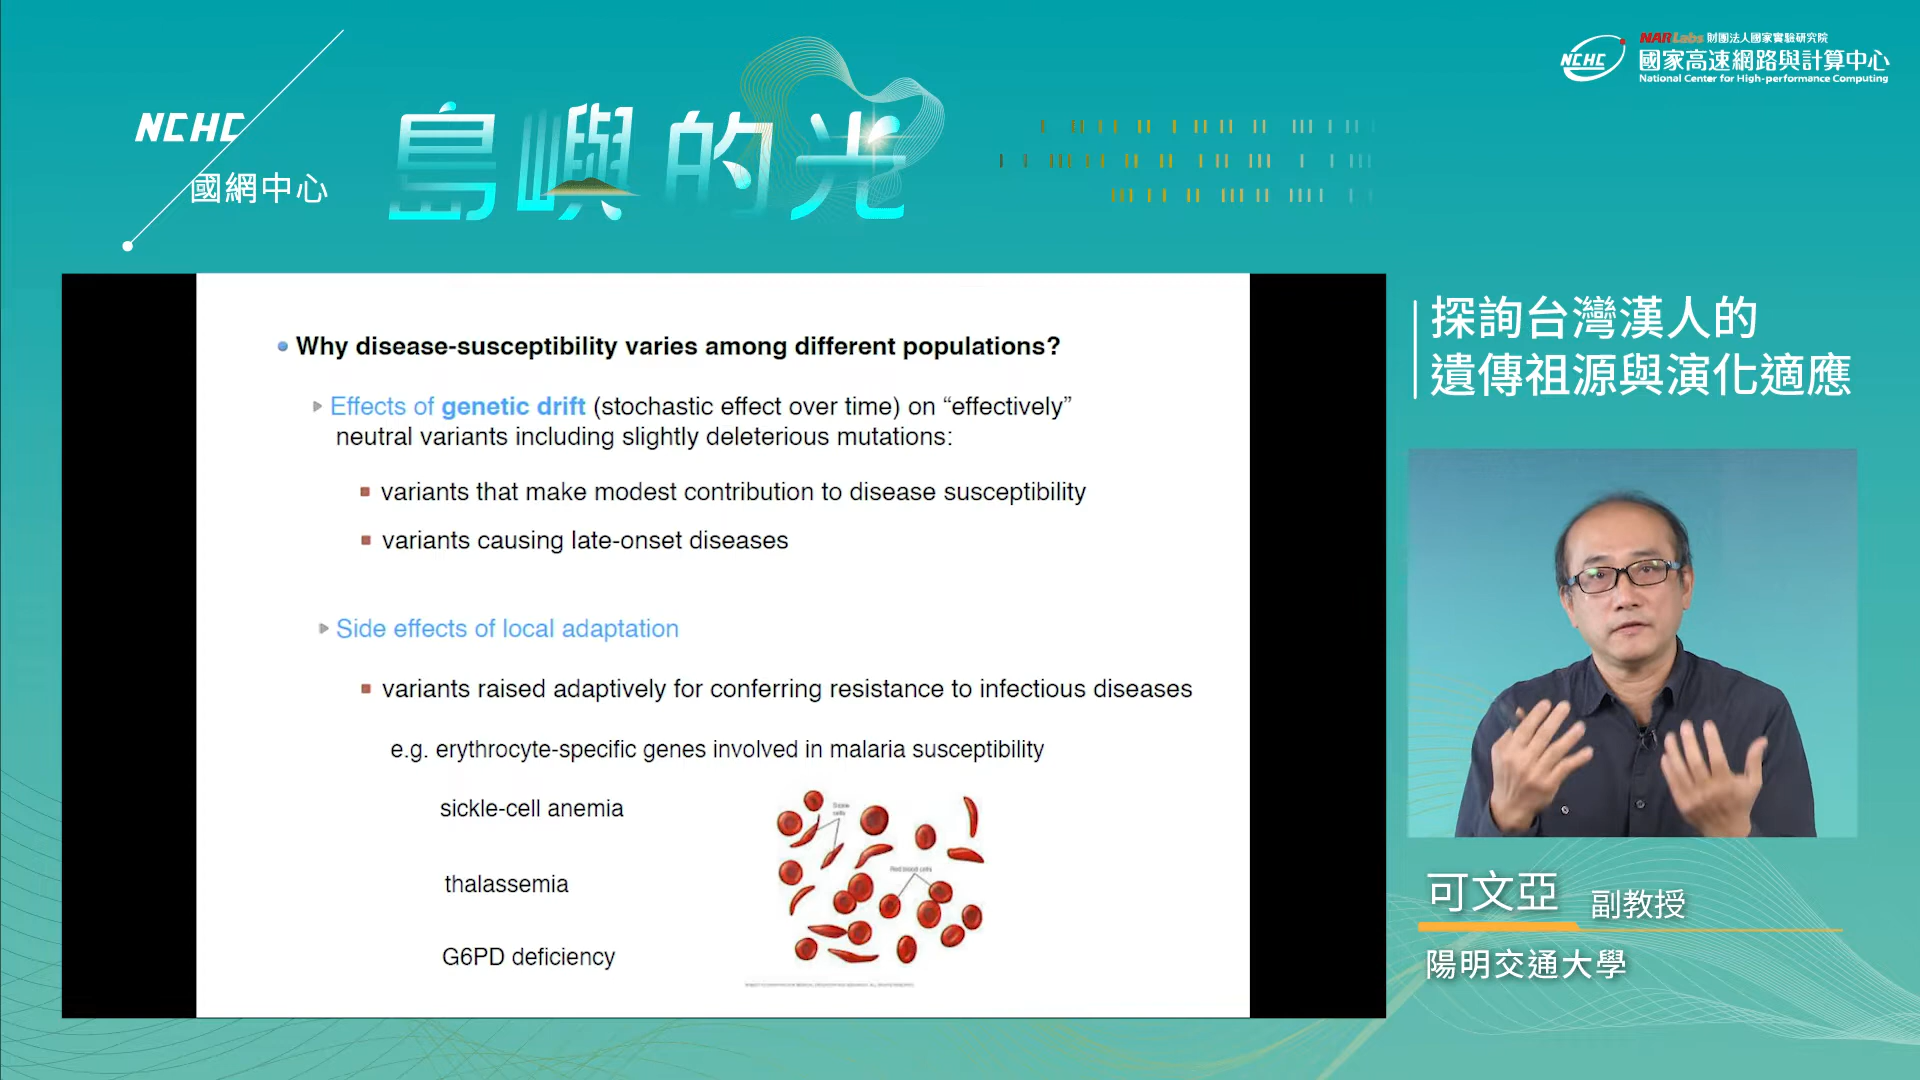 NCHC
國網中心
島嶼的光
NCHC
NARLabs 財團法人國家實驗研究院
國家高速網路與計算中心
National Center for High-performance Computing
Why disease-susceptibility varies among different populations?
Effects of genetic drift (stochastic effect over time) on “effectively”
neutral variants including slightly deleterious mutations:
variants that make modest contribution to disease susceptibility
variants causing late-onset diseases
Side effects of local adaptation
variants raised adaptively for conferring resistance to infectious diseases
e.g. erythrocyte-specific genes involved in malaria susceptibility
sickle-cell anemia
thalassemia
G6PD deficiency
Sickle
cells
Red blood cells
探詢台灣漢人的
遺傳祖源與演化適應
可文亞 副教授
陽明交通大學